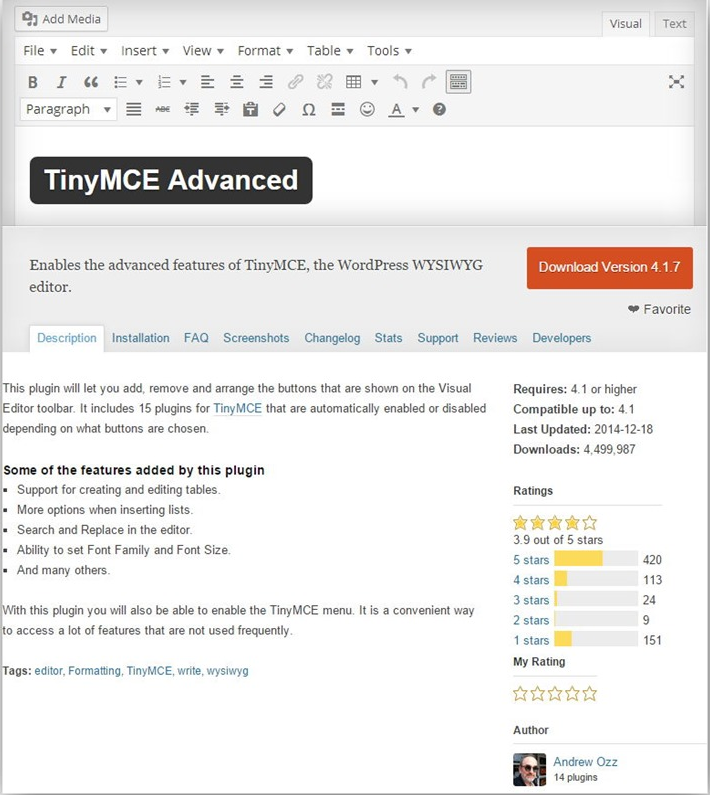 Add Media
Visual Text
File Edit Insert View Format Table Tools
B I
Paragraph ABC A
TinyMCE Advanced
Enables the advanced features of TinyMCE, the WordPress WYSIWYG
editor.
Download Version 4.1.7
Favorite
Description Installation FAQ Screenshots Changelog Stats Support Reviews Developers
This plugin will let you add, remove and arrange the buttons that are shown on the Visual
Editor toolbar. It includes 15 plugins for TinyMCE that are automatically enabled or disabled
depending on what buttons are chosen.
Some of the features added by this plugin
Support for creating and editing tables.
More options when inserting lists.
Search and Replace in the editor.
Ability to set Font Family and Font Size.
And many others.
With this plugin you will also be able to enable the TinyMCE menu. It is a convenient way
to access a lot of features that are not used frequently.
Tags: editor, Formatting, TinyMCE, write, wysiwyg
Requires: 4.1 or higher
Compatible up to: 4.1
Last Updated: 2014-12-18
Downloads: 4,499,987
Ratings
3.9 out of 5 stars
5 stars 420
4 stars 113
3 stars 24
2 stars 9
1 stars 151
My Rating
Author
Andrew Ozz
14 plugins